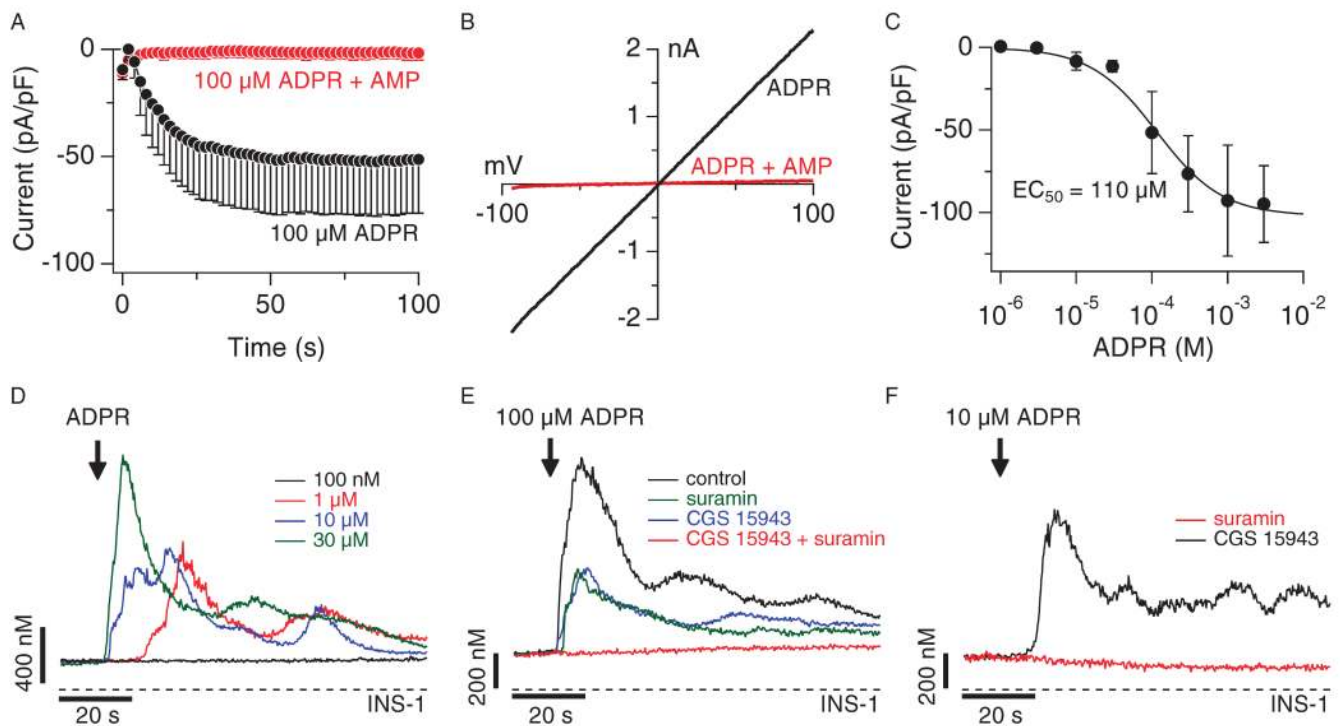 A
0
-50
-100
Current (pA/pF)
100 µM ADPR + AMP
100 µM ADPR
0
50
100
Time (s)
B
2
nA
1
ADPR
mV
ADPR + AMP
-100
100
-1
-2
C
0
-50
-100
Current (pA/pF)
EC50 = 110 µM
10-6
10-5
10-4
10-3
10-2
ADPR (M)
D
ADPR
100 nM
1 µM
10 µM
30 µM
400 nM
20 s
INS-1
E
100 µM ADPR
control
suramin
CGS 15943
CGS 15943 + suramin
200 nM
20 s
INS-1
F
10 µM ADPR
suramin
CGS 15943
200 nM
20 s
INS-1